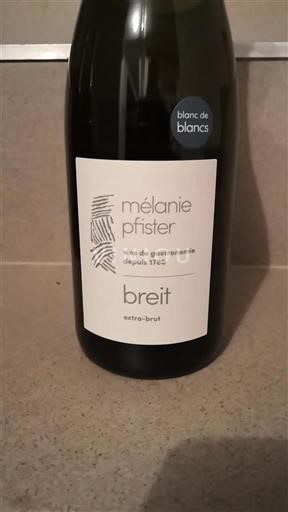 blanc de
blancs
mélanie
pfister
vins de gastronomie
depuis 1780
breit
extra-brut